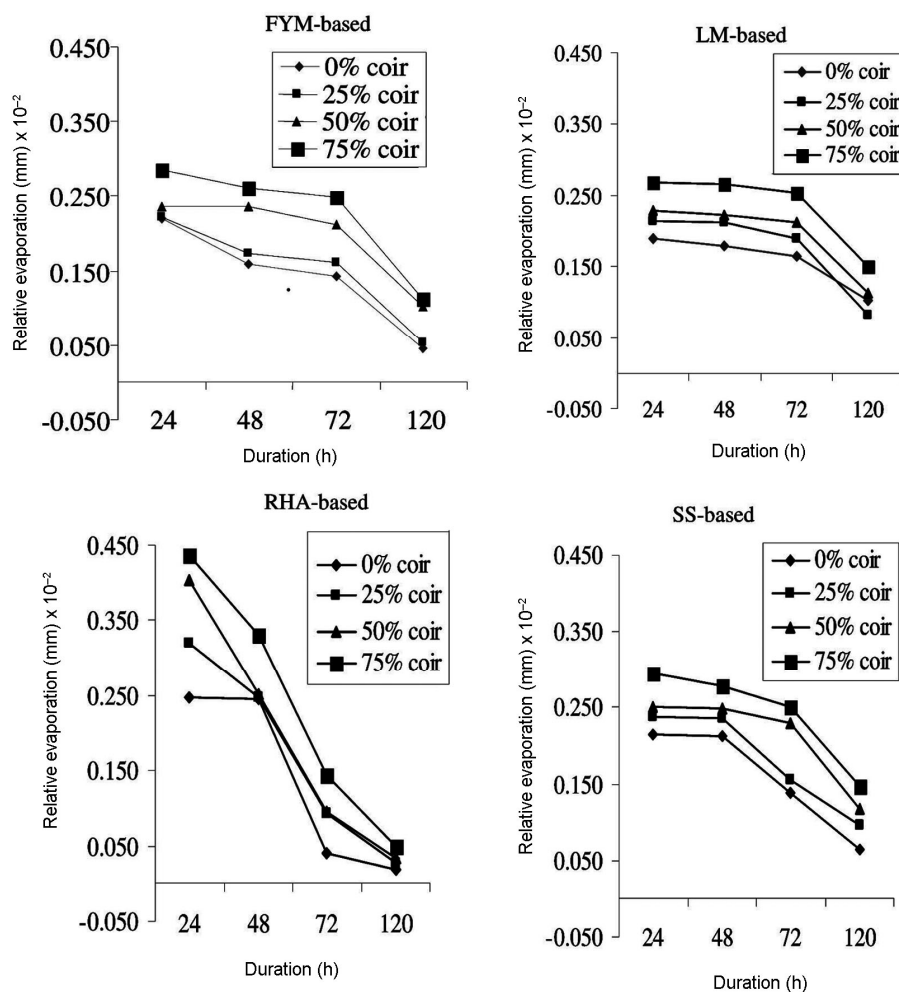 FYM-based
0.450
0.350
0.250
0.150
0.050
-0.050
Relative evaporation (mm) x 10⁻²
0% coir
25% coir
50% coir
75% coir
24 48 72 120
Duration (h)
LM-based
0.450
0.350
0.250
0.150
0.050
-0.050
Relative evaporation (mm) x 10⁻²
0% coir
25% coir
50% coir
75% coir
24 48 72 120
Duration (h)
RHA-based
0.450
0.350
0.250
0.150
0.050
-0.050
Relative evaporation (mm) x 10⁻²
0% coir
25% coir
50% coir
75% coir
24 48 72 120
Duration (h)
SS-based
0.450
0.350
0.250
0.150
0.050
-0.050
Relative evaporation (mm) x 10⁻²
0% coir
25% coir
50% coir
75% coir
24 48 72 120
Duration (h)